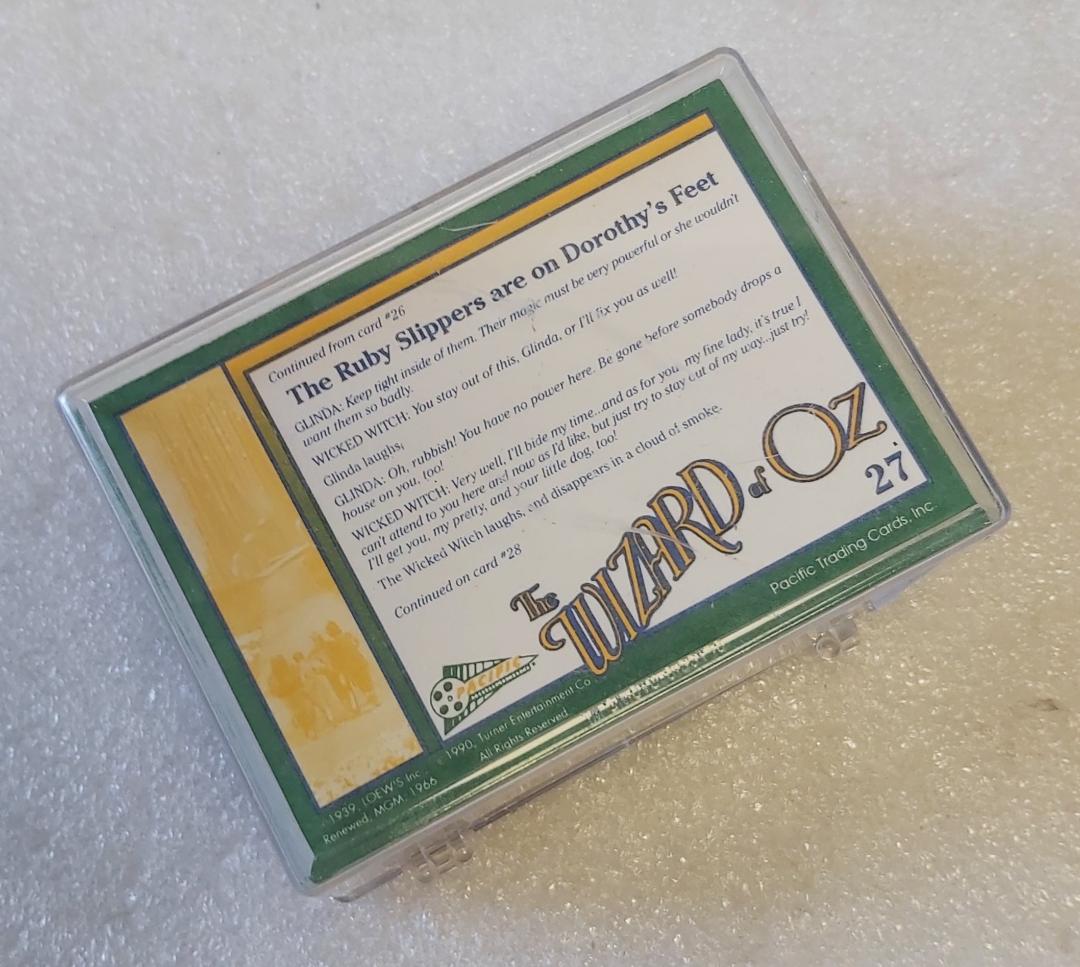 Continued from card #26
The Ruby Slippers are on Dorothy's Feet
GLINDA: Keep tight inside of them. Their magic must be very powerful or she wouldn't
want them so badly.
WICKED WITCH: You stay out of this, Glinda, or I'll fix you as well!
Glinda laughs,
GLINDA: Oh, rubbish! You have no power here. Be gone before somebody drops a
house on you, too!
WICKED WITCH: Very well, I'll bide my time...and as for you, my fine lady, it's true I
can't attend to you here and now as I'd like, but just try to stay out of my way...just try!
I'll get you, my pretty, and your little dog, too!
The Wicked Witch laughs, and disappears in a cloud of smoke.
Continued on card #28
The
WIZARD of OZ
27
PACIFIC
1939, LOEW'S Inc.
Renewed, MGM, 1966
1990, Turner Entertainment Co.
All Rights Reserved
Pacific Trading Cards, Inc.